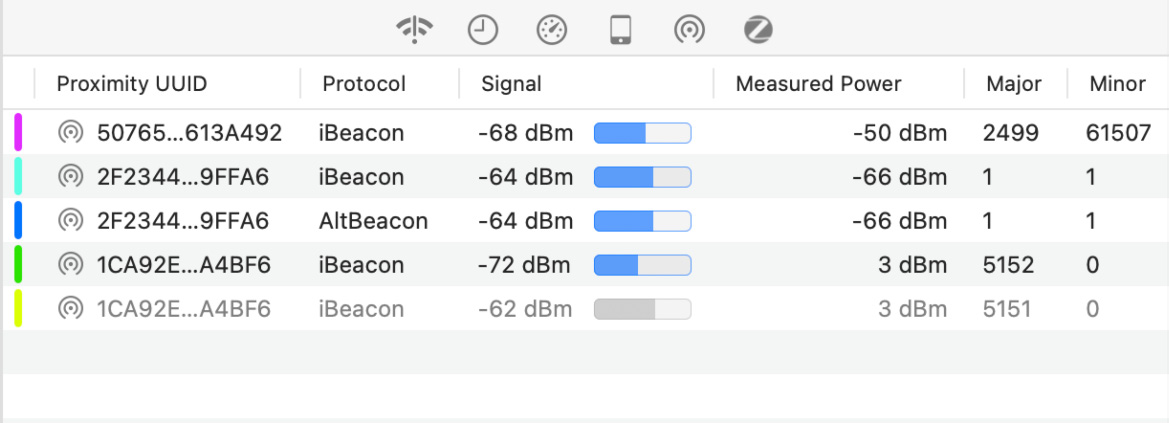 Proximity UUID Protocol Signal Measured Power Major Minor
50765...613A492 iBeacon -68 dBm -50 dBm 2499 61507
2F2344...9FFA6 iBeacon -64 dBm -66 dBm 1 1
2F2344...9FFA6 AltBeacon -64 dBm -66 dBm 1 1
1CA92E...A4BF6 iBeacon -72 dBm 3 dBm 5152 0
1CA92E...A4BF6 iBeacon -62 dBm 3 dBm 5151 0